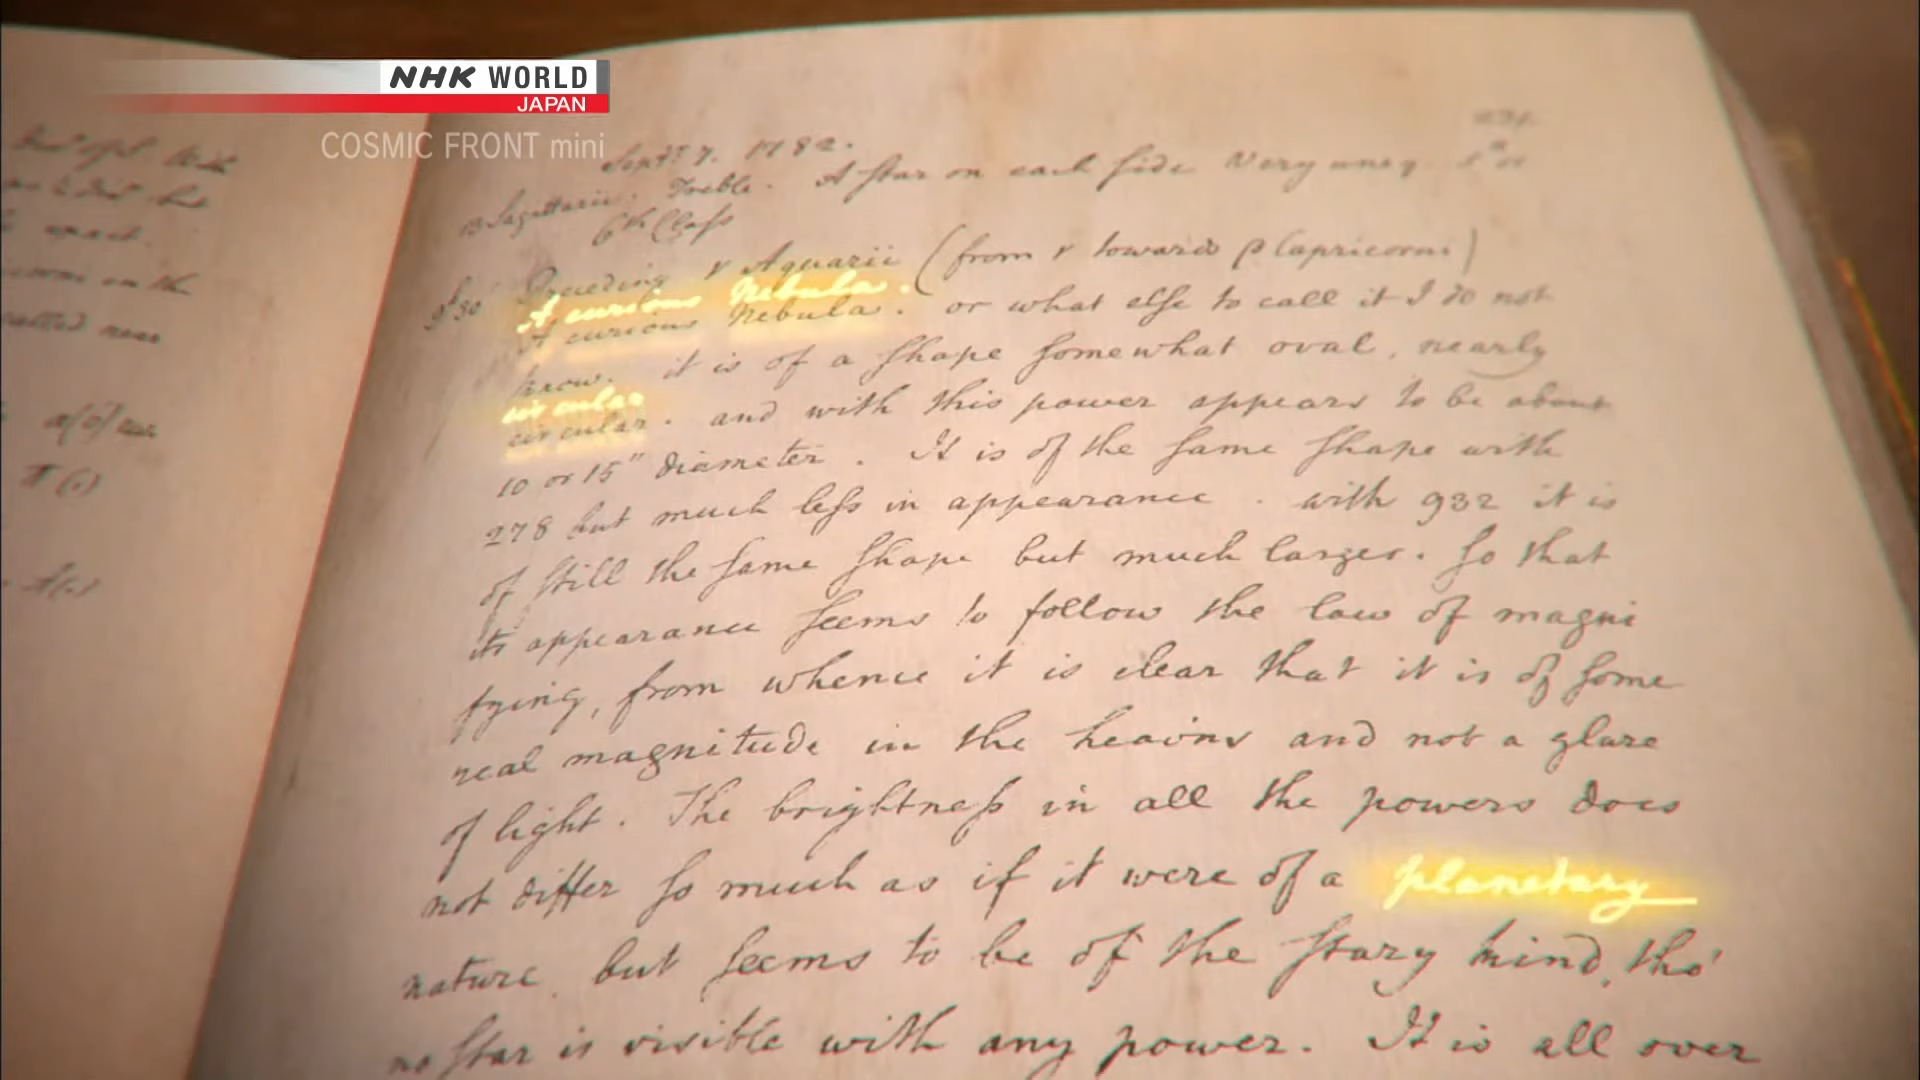 NHK WORLD
JAPAN
COSMIC FRONT mini
Sept. 7. 1782.
Sagittarii. Treble. A star on each side Very uneq.
6th Class
Preceding ν Aquarii (from ν towards β Capricorni)
A curious Nebula.
A curious Nebula. or what else to call it I do not
know. it is of a shape somewhat oval, nearly
circular
circular. and with this power appears to be about
10 or 15" diameter. It is of the same shape with
278 but much less in appearance. with 932 it is
of still the same shape but much larger. So that
its appearance seems to follow the law of magni
fying, from whence it is clear that it is of some
real magnitude in the heavens and not a glare
of light. The brightness in all the powers does
not differ so much as if it were of a planetary
nature, but seems to be of the stary kind, tho'
no star is visible with any power. It is all over